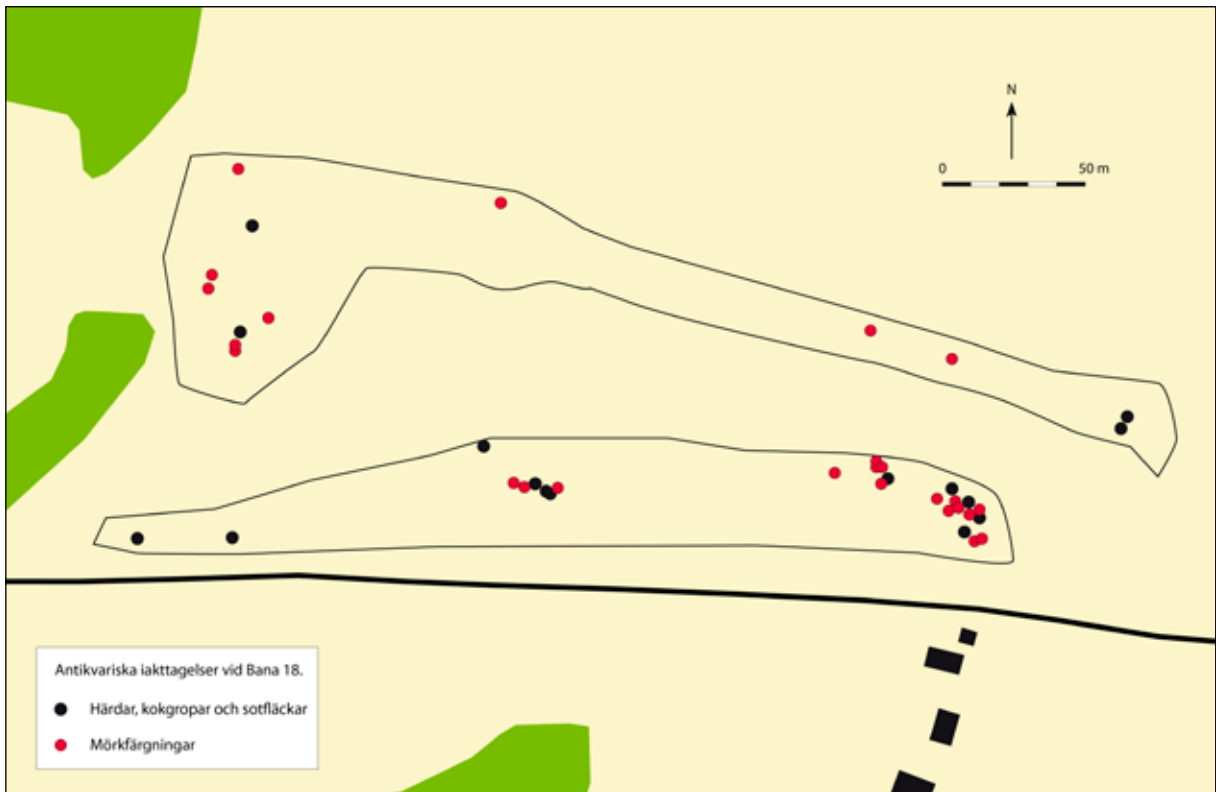 N
0 50 m
Antikvariska iakttagelser vid Bana 18.
Härdar, kokgropar och sotfläckar
Mörkfärgningar